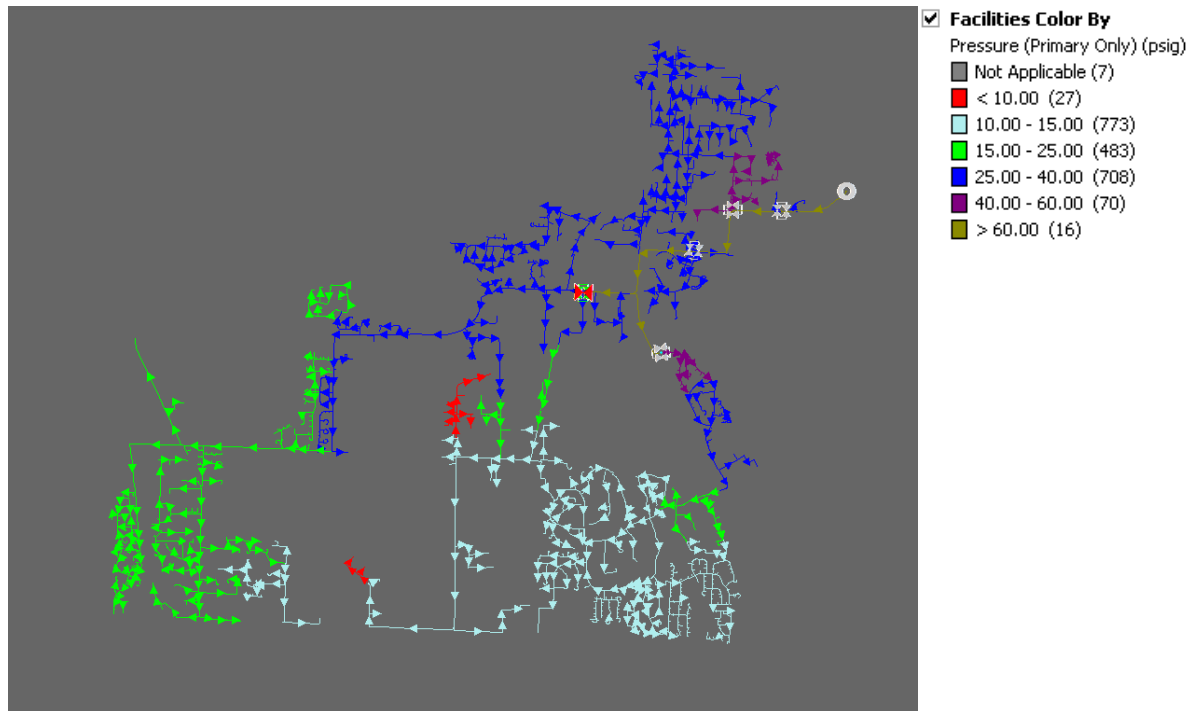 Facilities Color By
Pressure (Primary Only) (psig)
Not Applicable (7)
< 10.00 (27)
10.00 - 15.00 (773)
15.00 - 25.00 (483)
25.00 - 40.00 (708)
40.00 - 60.00 (70)
> 60.00 (16)